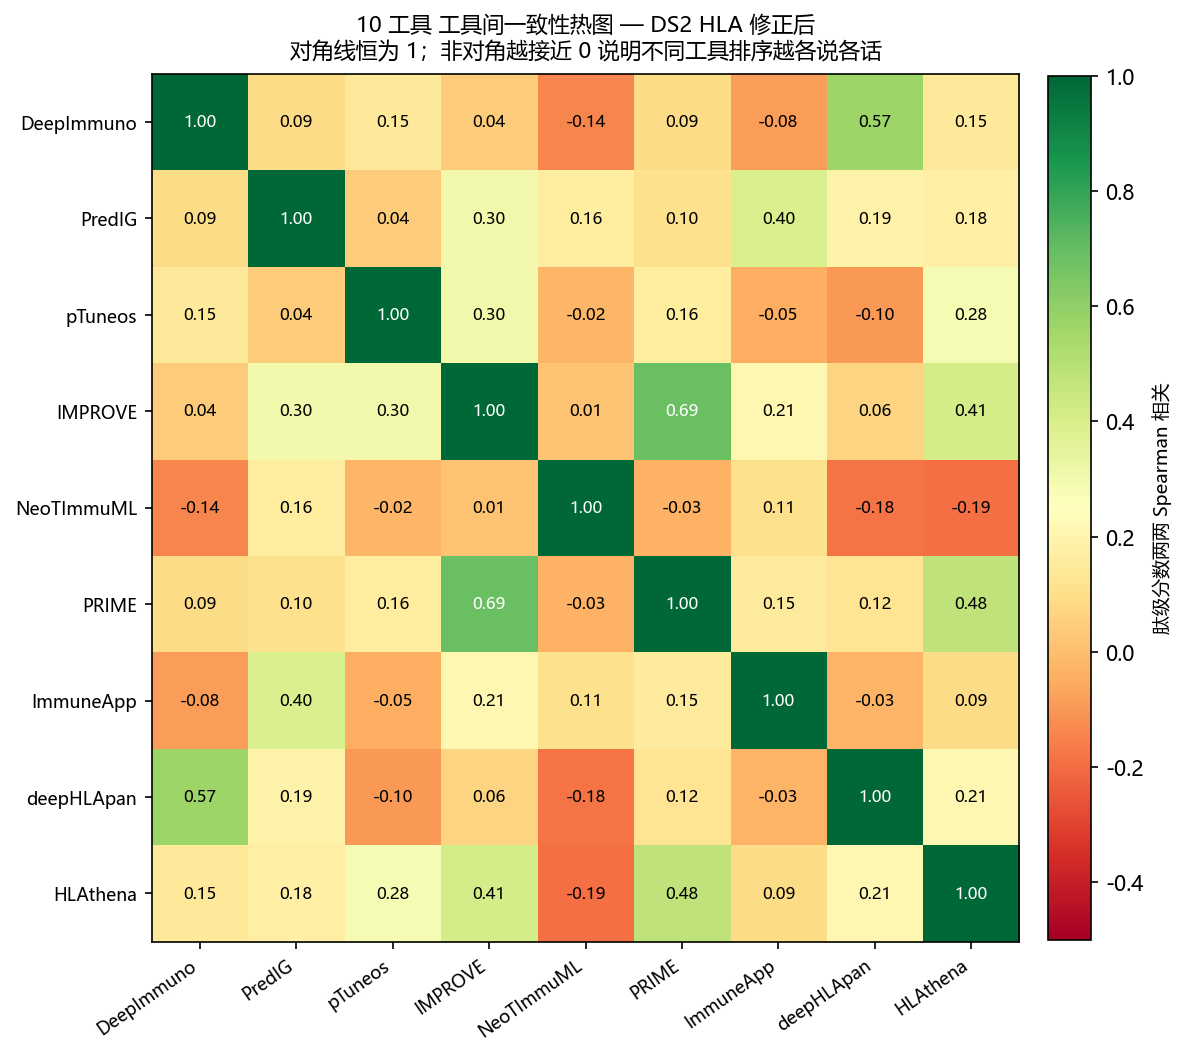 10 工具 工具间一致性热图 — DS2 HLA 修正后
对角线恒为 1；非对角越接近 0 说明不同工具排序越各说各话
DeepImmuno 1.00 0.09 0.15 0.04 -0.14 0.09 -0.08 0.57 0.15
PredIG 0.09 1.00 0.04 0.30 0.16 0.10 0.40 0.19 0.18
pTuneos 0.15 0.04 1.00 0.30 -0.02 0.16 -0.05 -0.10 0.28
IMPROVE 0.04 0.30 0.30 1.00 0.01 0.69 0.21 0.06 0.41
NeoTImmuML -0.14 0.16 -0.02 0.01 1.00 -0.03 0.11 -0.18 -0.19
PRIME 0.09 0.10 0.16 0.69 -0.03 1.00 0.15 0.12 0.48
ImmuneApp -0.08 0.40 -0.05 0.21 0.11 0.15 1.00 -0.03 0.09
deepHLApan 0.57 0.19 -0.10 0.06 -0.18 0.12 -0.03 1.00 0.21
HLAthena 0.15 0.18 0.28 0.41 -0.19 0.48 0.09 0.21 1.00
DeepImmuno PredIG pTuneos IMPROVE NeoTImmuML PRIME ImmuneApp deepHLApan HLAthena
1.0
0.8
0.6
0.4
0.2
0.0
-0.2
-0.4
肽级分数两两 Spearman 相关